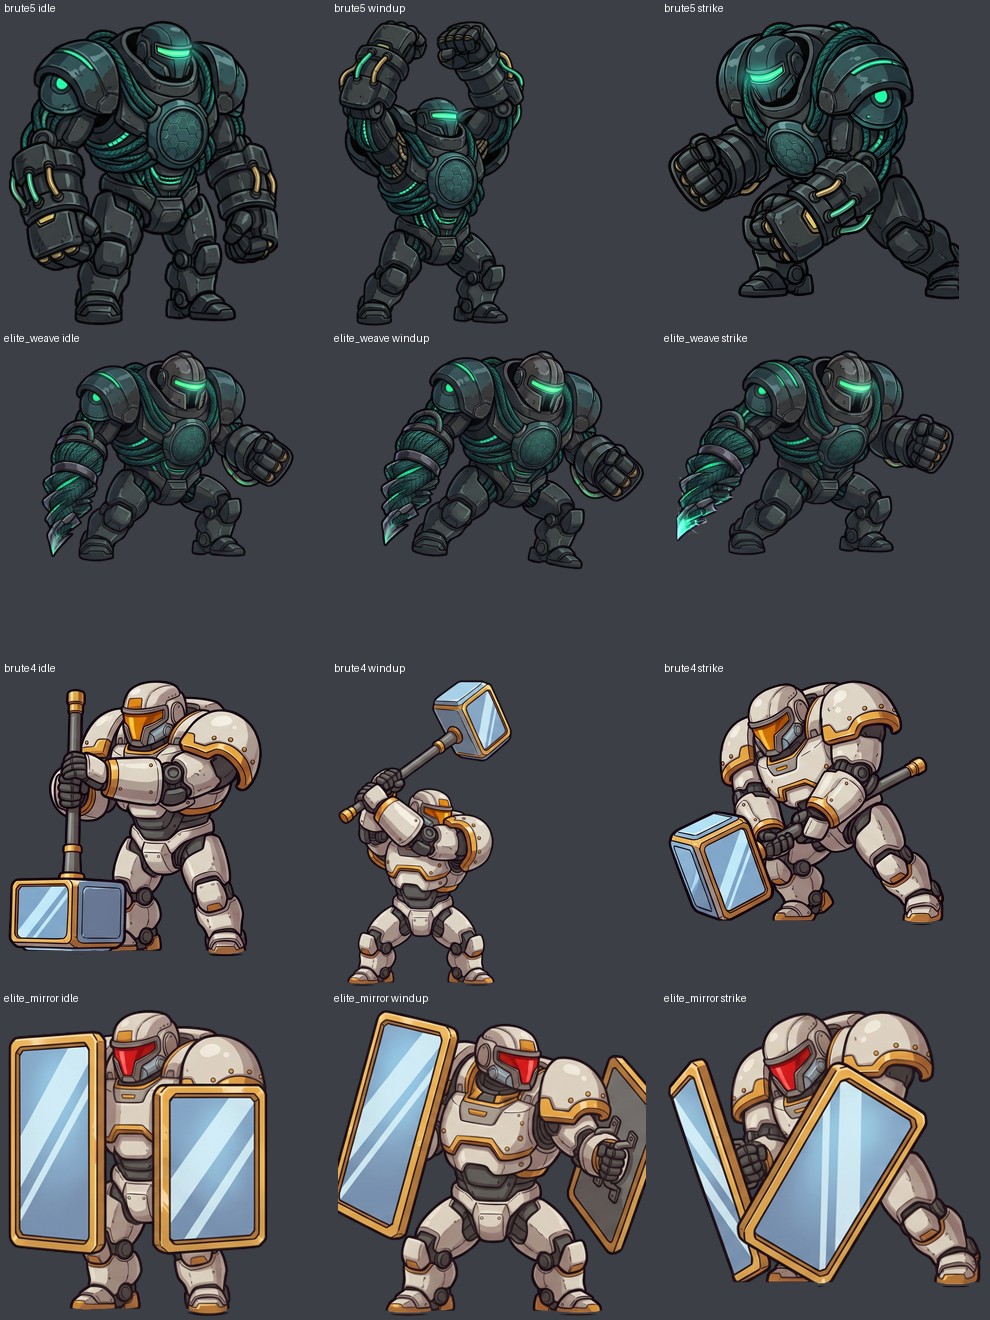 brute5 idle
brute5 windup
brute5 strike
elite_weave idle
elite_weave windup
elite_weave strike
brute4 idle
brute4 windup
brute4 strike
elite_mirror idle
elite_mirror windup
elite_mirror strike